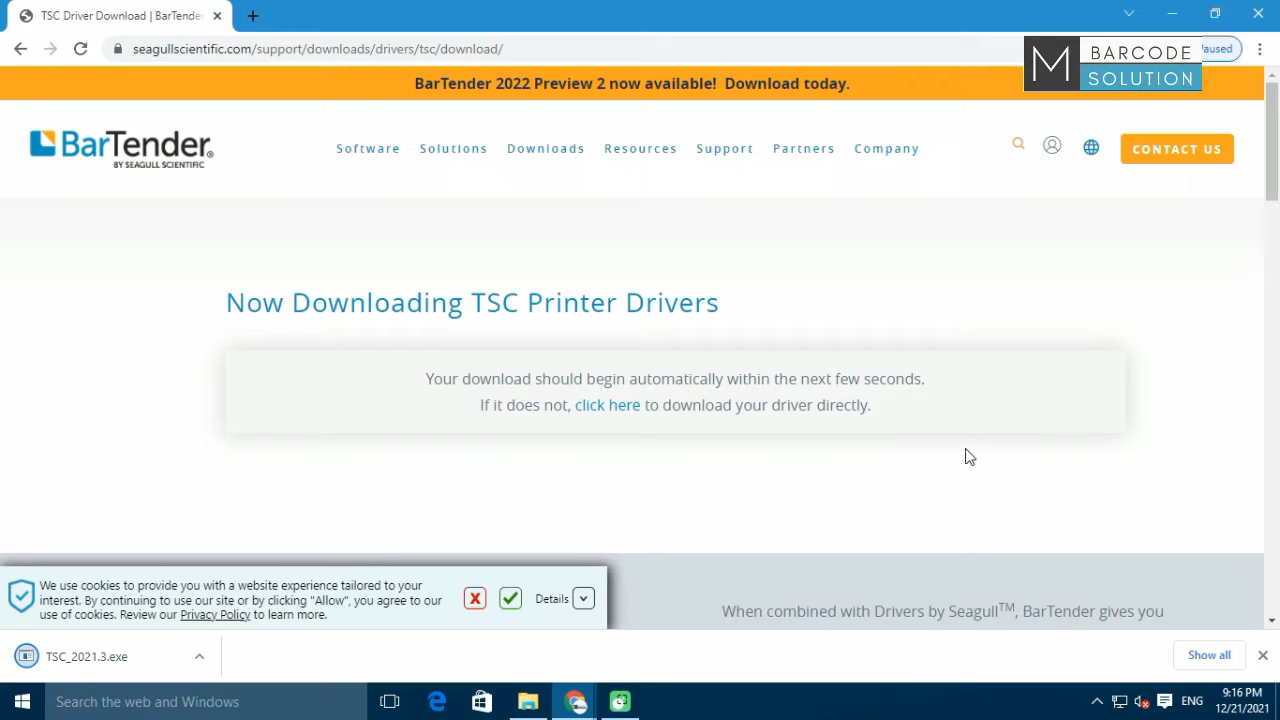 TSC Driver Download | BarTende
seagullscientific.com/support/downloads/drivers/tsc/download/
Paused
M BARCODE
SOLUTION
BarTender 2022 Preview 2 now available! Download today.
BarTender®
BY SEAGULL SCIENTIFIC
Software Solutions Downloads Resources Support Partners Company
CONTACT US
Now Downloading TSC Printer Drivers
Your download should begin automatically within the next few seconds.
If it does not, click here to download your driver directly.
We use cookies to provide you with a website experience tailored to your
interest. By continuing to use our site or by clicking "Allow", you agree to our
use of cookies. Review our Privacy Policy to learn more.
X
Details
When combined with Drivers by Seagull™, BarTender gives you
TSC_2021.3.exe
Show all
Search the web and Windows
ENG
9:16 PM
12/21/2021